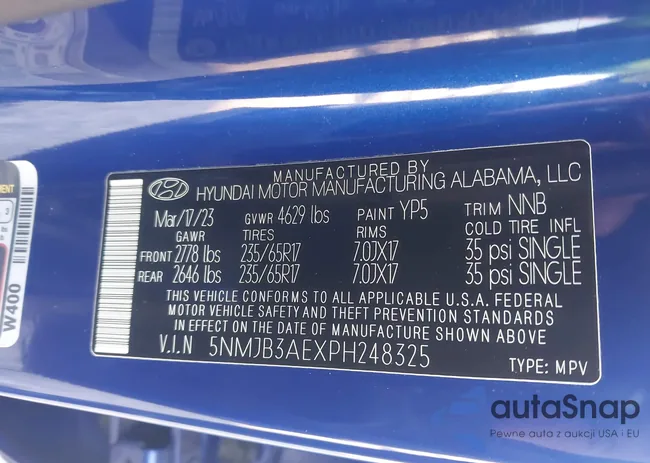 MANUFACTURED BY
HYUNDAI MOTOR MANUFACTURING ALABAMA, LLC
Mar/17/23 GVWR 4629 lbs PAINT YP5 TRIM NNB
GAWR TIRES RIMS COLD TIRE INFL
FRONT 2778 lbs 235/65R17 7.0JX17 35 psi SINGLE
REAR 2646 lbs 235/65R17 7.0JX17 35 psi SINGLE
THIS VEHICLE CONFORMS TO ALL APPLICABLE U.S.A. FEDERAL
MOTOR VEHICLE SAFETY AND THEFT PREVENTION STANDARDS
IN EFFECT ON THE DATE OF MANUFACTURE SHOWN ABOVE
V.I.N 5NMJB3AEXPH248325
TYPE: MPV
W400
autaSnap
Pewne auta z aukcji USA i EU